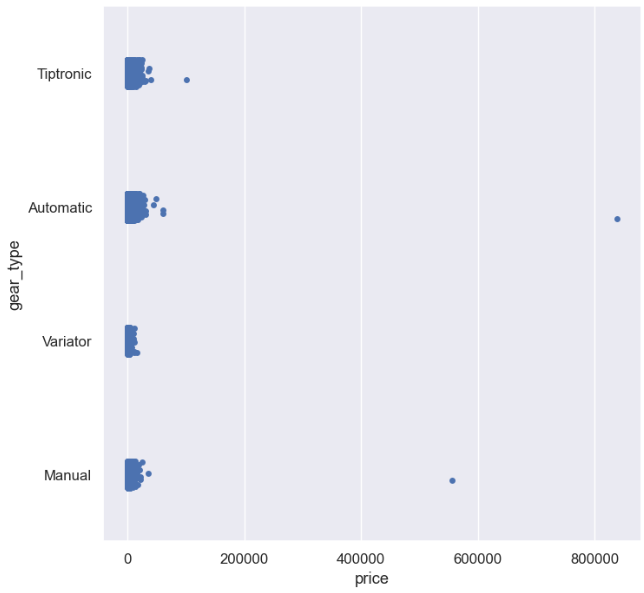 Tiptronic
Automatic
Variator
Manual
gear_type
0 200000 400000 600000 800000
price